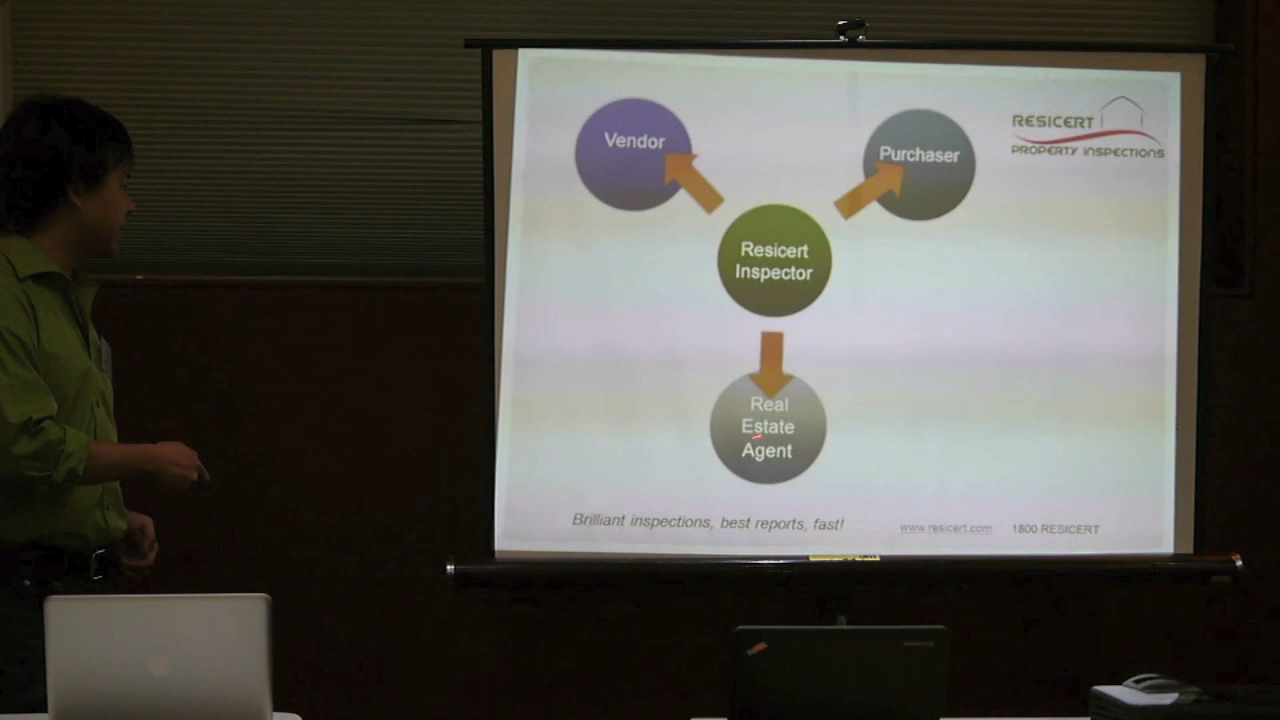 Vendor
Purchaser
RESICERT
PROPERTY INSPECTIONS
Resicert
Inspector
Real
Estate
Agent
Brilliant inspections, best reports, fast!
www.resicert.com
1800 RESICERT